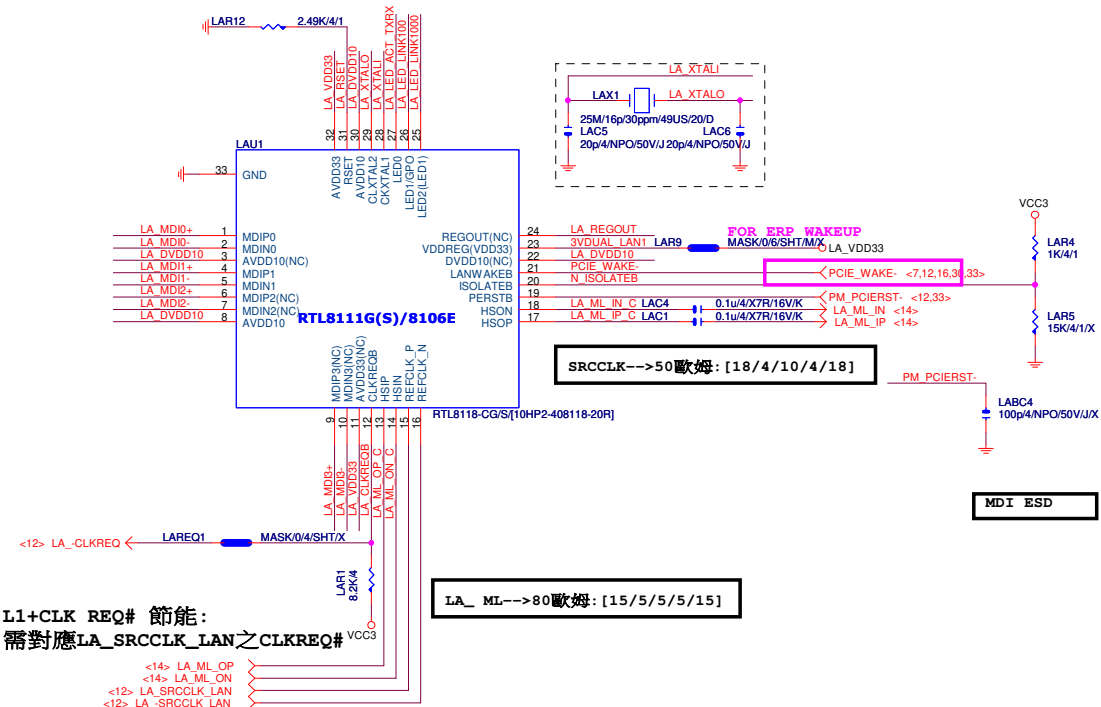 LAR12 2.49K/4/1
LA_VDD33
LA_RSET
LA_DVDD10
LA_XTALO
LA_XTALI
LA_LED_ACT_TXRX
LA_LED_LINK100
LA_LED_LINK1000
32
31
30
29
28
27
26
25
LA_XTALI
LAX1 LA_XTALO
25M/16p/30ppm/49US/20/D
LAC5 LAC6
20p/4/NPO/50V/J 20p/4/NPO/50V/J
LAU1
33 GND
AVDD33
RSET
AVDD10
CLXTAL2
CKXTAL1
LED0
LED1/GPO
LED2(LED1)
LA_MDI0+ 1 MDIP0
LA_MDI0- 2 MDIN0
LA_DVDD10 3 AVDD10(NC)
LA_MDI1+ 4 MDIP1
LA_MDI1- 5 MDIN1
LA_MDI2+ 6 MDIP2(NC)
LA_MDI2- 7 MDIN2(NC)
LA_DVDD10 8 AVDD10
RTL8111G(S)/8106E
REGOUT(NC) 24 LA_REGOUT
FOR ERP WAKEUP
VDDREG(VDD33) 23 3VDUAL_LAN1 LAR9 MASK/0/6/SHT/M/X LA_VDD33
DVDD10(NC) 22 LA_DVDD10
LANWAKEB 21 PCIE_WAKE- PCIE_WAKE- <7,12,16,30,33>
ISOLATEB 20 N_ISOLATEB
PERSTB 19 PM_PCIERST- <12,33>
HSON 18 LA_ML_IN_C LAC4 0.1u/4/X7R/16V/K LA_ML_IN <14>
HSOP 17 LA_ML_IP_C LAC1 0.1u/4/X7R/16V/K LA_ML_IP <14>
VCC3
LAR4
1K/4/1
LAR5
15K/4/1/X
MDIP3(NC)
MDIN3(NC)
AVDD33(NC)
CLKREQB
HSIP
HSIN
REFCLK_P
REFCLK_N
RTL8118-CG/S/[10HP2-408118-20R]
9
10
11
12
13
14
15
16
LA_MDI3+
LA_MDI3-
LA_VDD33
LA_CLKREQB
LA_ML_OP_C
LA_ML_ON_C
SRCCLK-->50歐姆:[18/4/10/4/18]
PM_PCIERST-
LABC4
100p/4/NPO/50V/J/X
MDI ESD
<12> LA_-CLKREQ LAREQ1 MASK/0/4/SHT/X
LAR1
8.2K/4
VCC3
LA_ ML-->80歐姆:[15/5/5/5/15]
L1+CLK REQ# 節能:
需對應LA_SRCCLK_LAN之CLKREQ#
<14> LA_ML_OP
<14> LA_ML_ON
<12> LA_SRCCLK_LAN
<12> LA_-SRCCLK_LAN